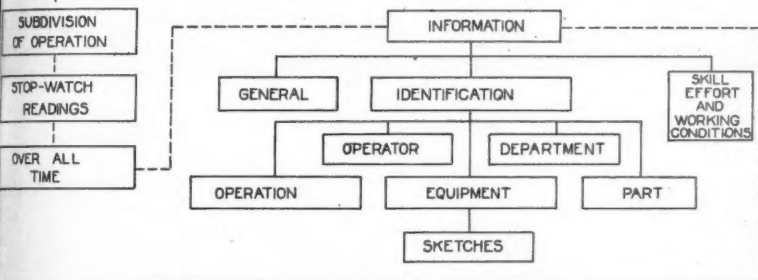 SUBDIVISION
OF OPERATION
STOP-WATCH
READINGS
OVER ALL
TIME
INFORMATION
GENERAL
IDENTIFICATION
SKILL
EFFORT
AND
WORKING
CONDITIONS
OPERATOR
DEPARTMENT
OPERATION
EQUIPMENT
PART
SKETCHES